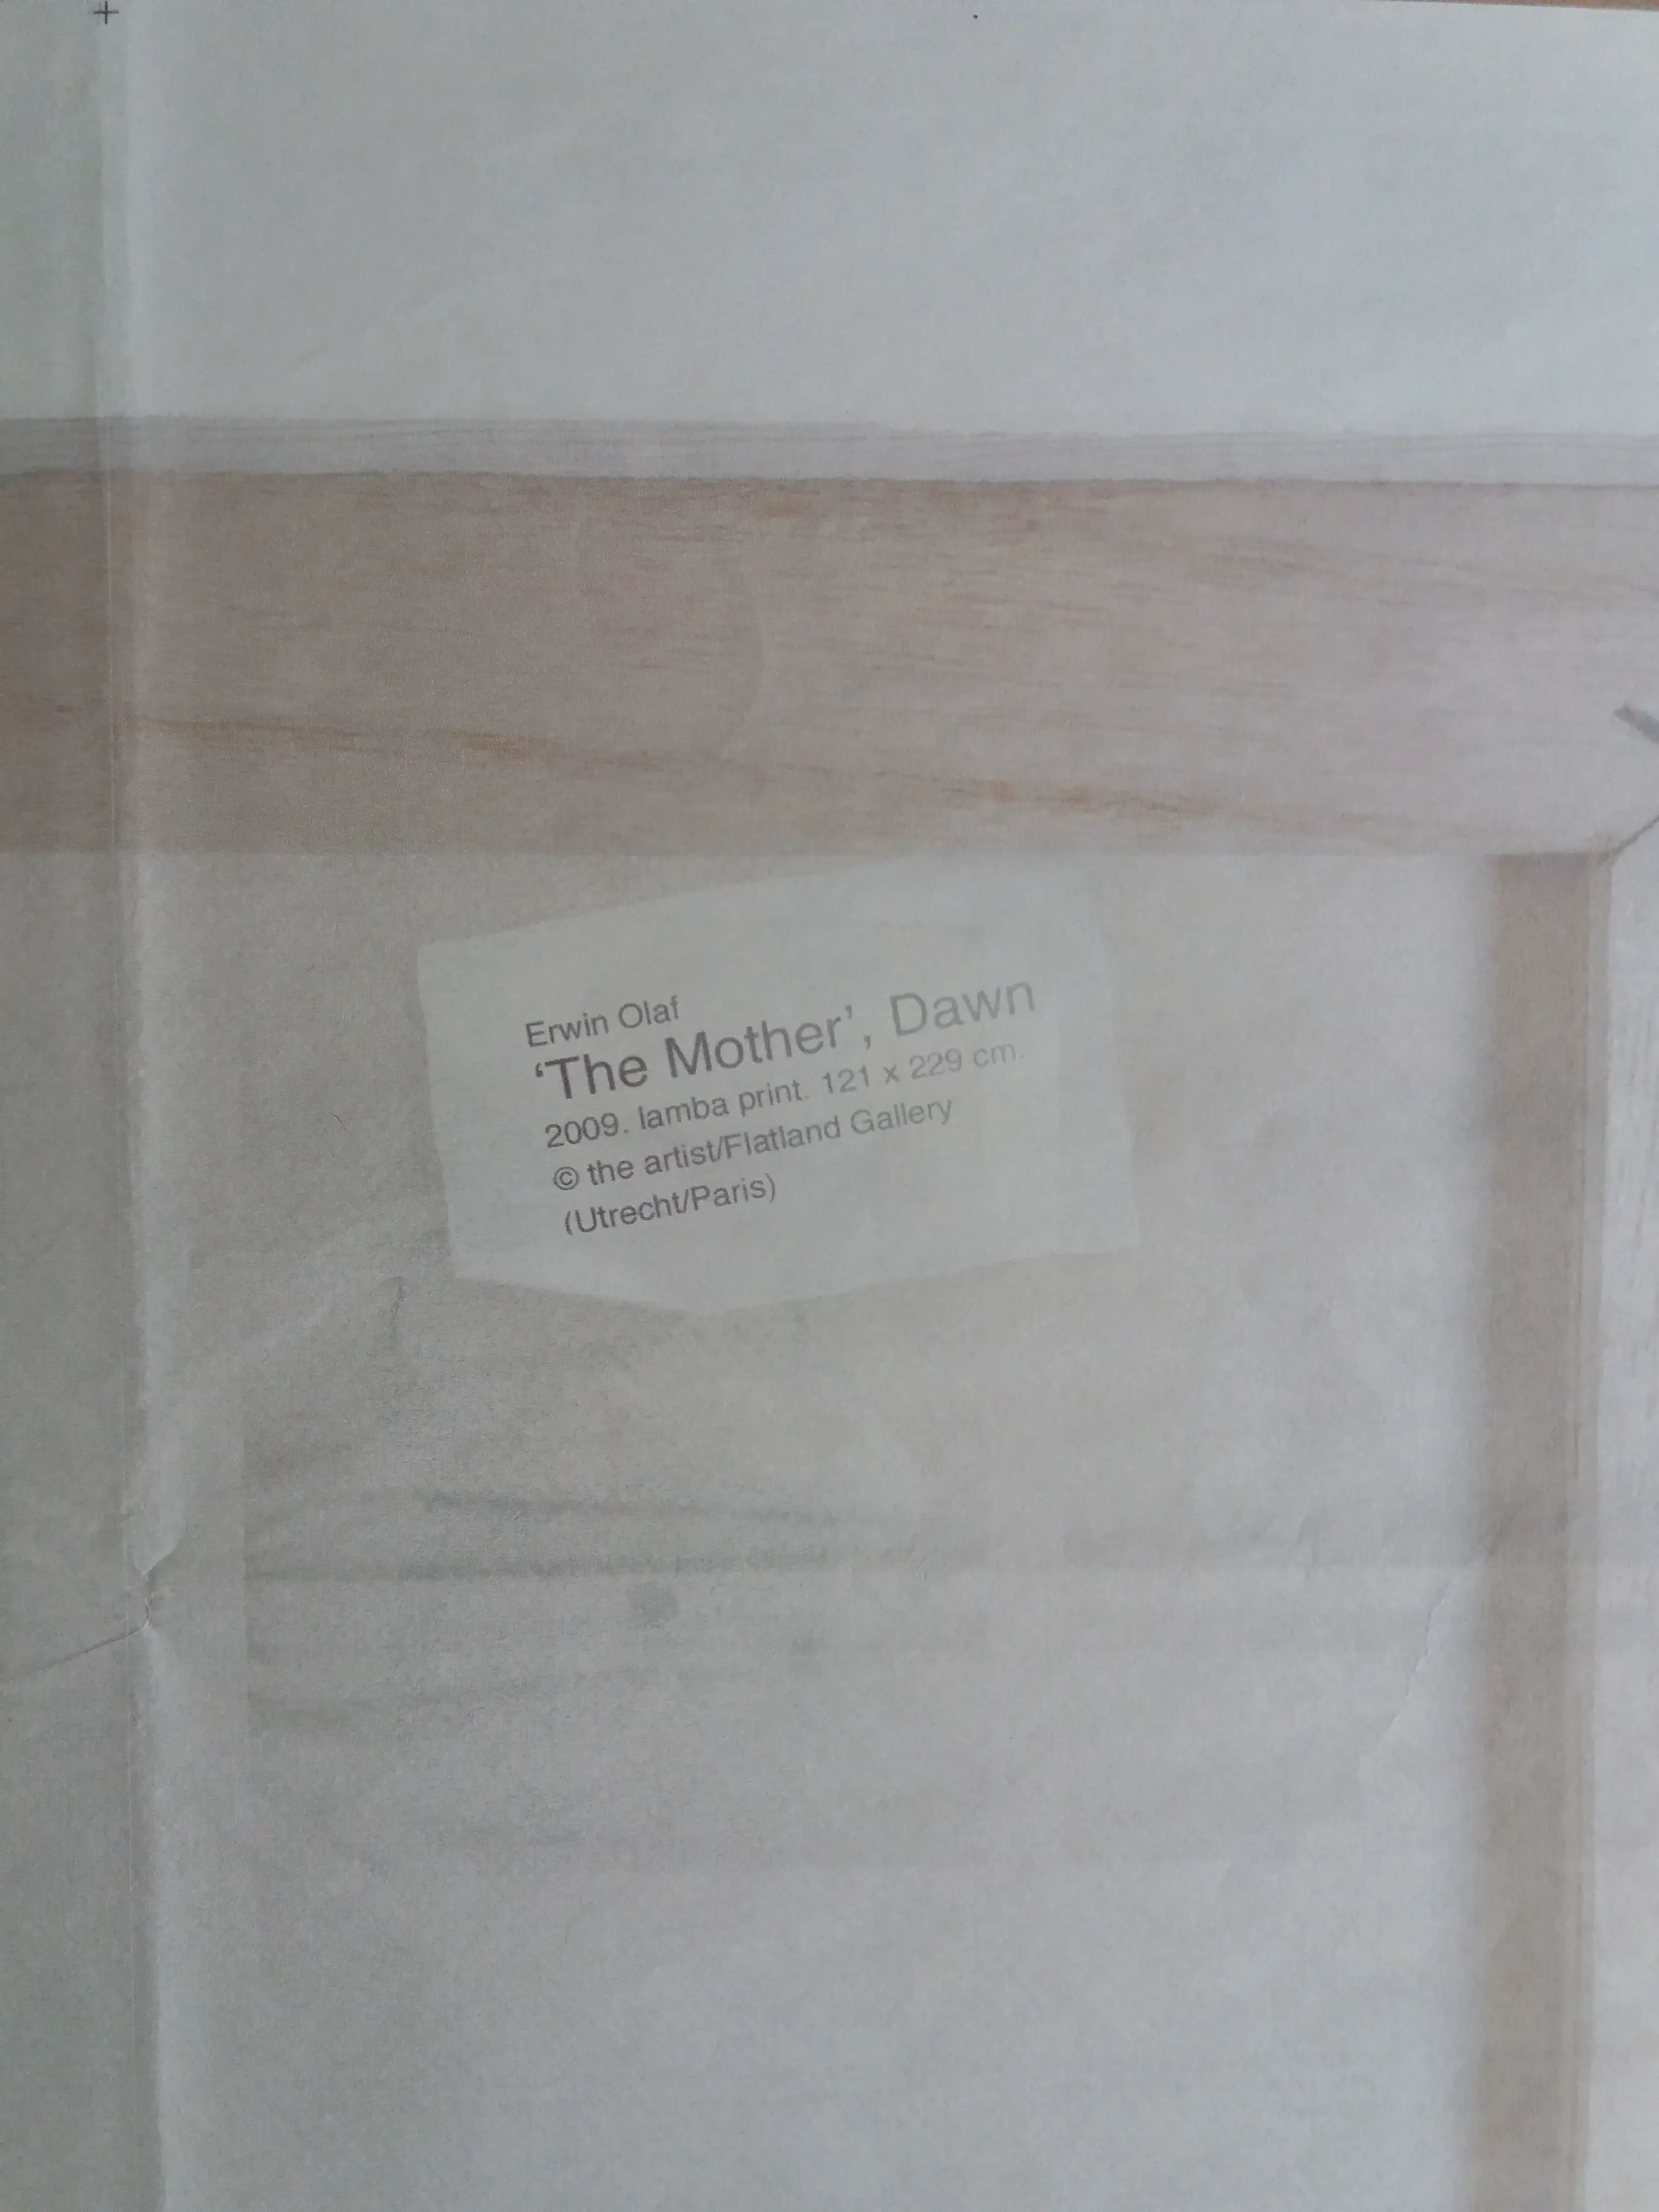 Erwin Olaf
‘The Mother’, Dawn
2009. lamba print. 121 x 229 cm.
© the artist/Flatland Gallery
(Utrecht/Paris)